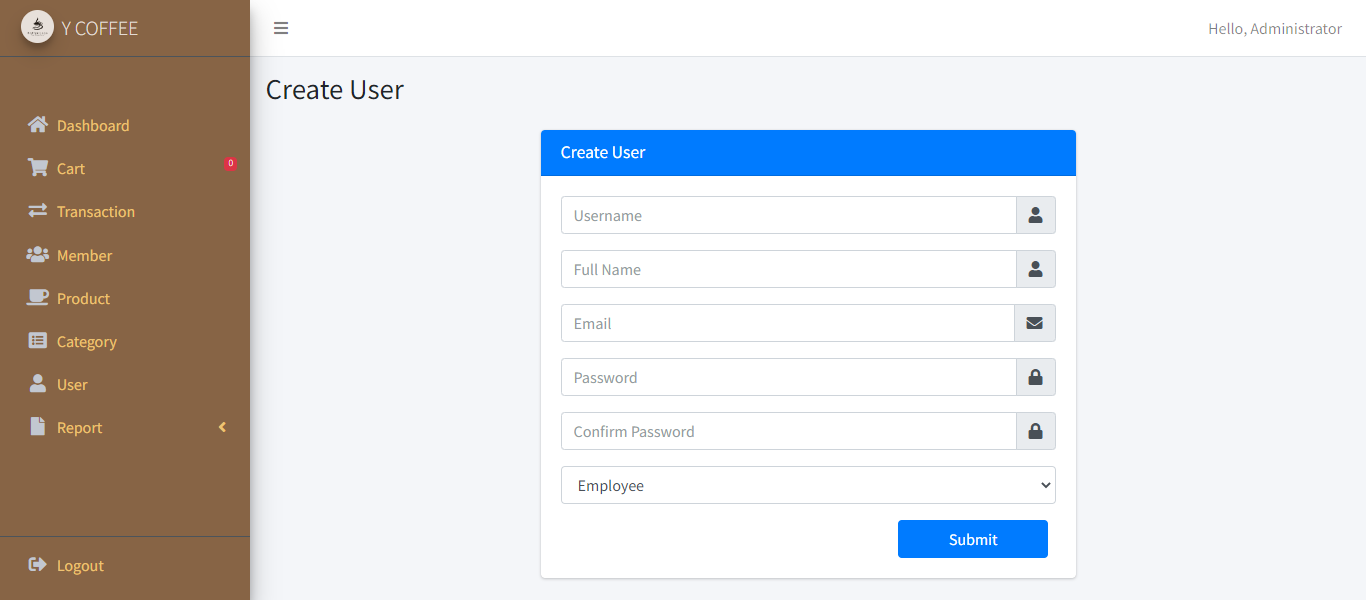 Y COFFEE
Hello, Administrator
Dashboard
Cart
0
Transaction
Member
Product
Category
User
Report
Logout
Create User
Create User
Username
Full Name
Email
Password
Confirm Password
Employee
Submit